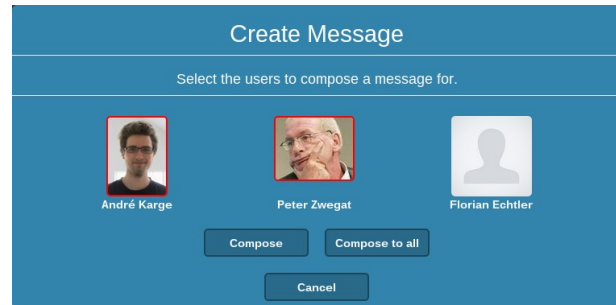 Create Message
Select the users to compose a message for.
André Karge Peter Zwegat Florian Echtler
Compose Compose to all
Cancel